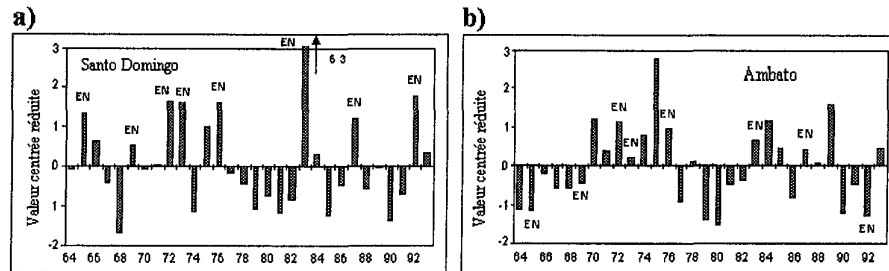 a)
Valeur centrée réduite
3
2
1
0
-1
-2
Santo Domingo
EN
EN
EN
EN
EN
EN
6 3
EN
EN
64 66 68 70 72 74 76 78 80 82 84 86 88 90 92
b)
Valeur centrée réduite
3
2
1
0
-1
-2
Ambato
EN
EN
EN
EN
EN
EN
EN
EN
64 66 68 70 72 74 76 78 80 82 84 86 88 90 92